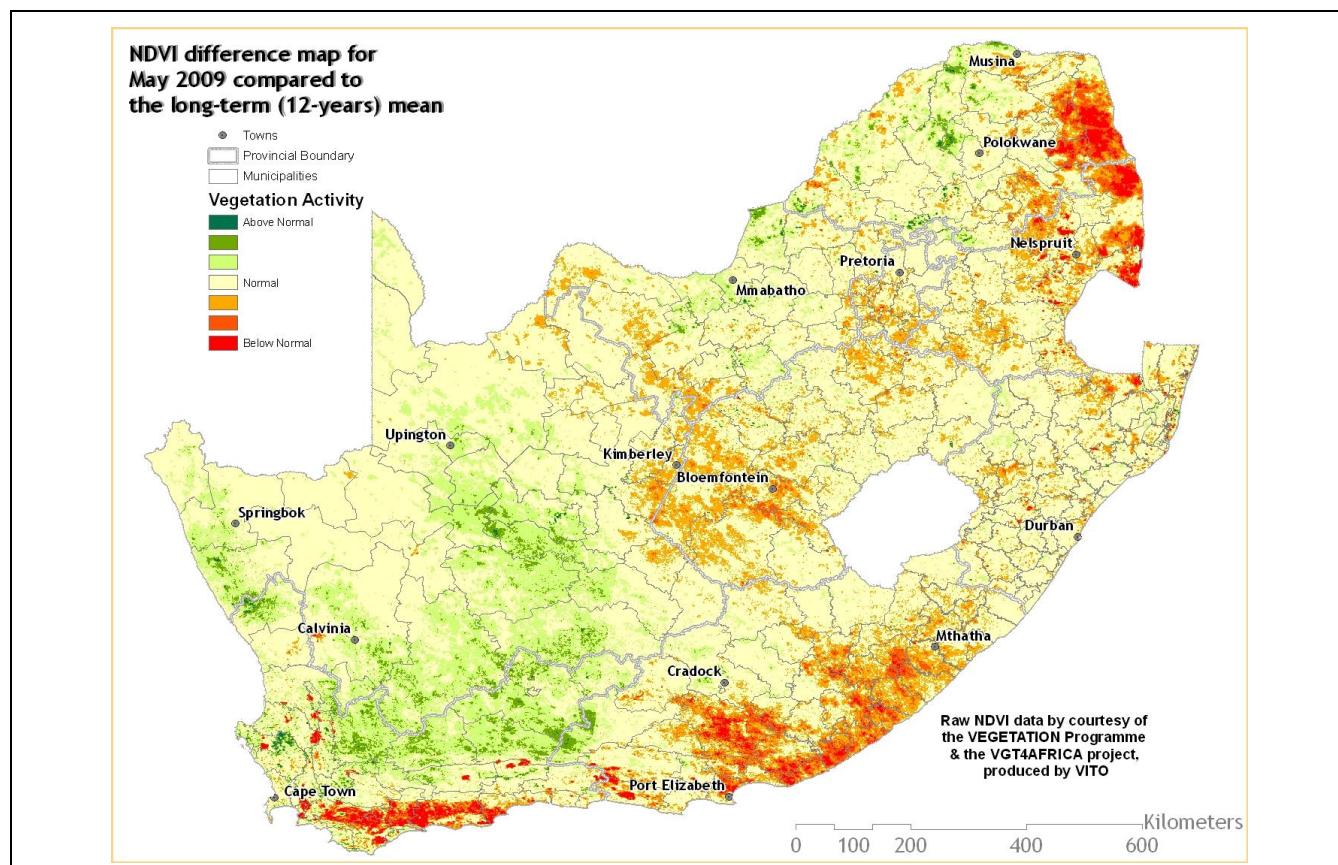 NDVI difference map for
May 2009 compared to
the long-term (12-years) mean
Towns
Provincial Boundary
Municipalities
Vegetation Activity
Above Normal
Normal
Below Normal
Musina
Polokwane
Nelspruit
Pretoria
Mmabatho
Upington
Kimberley
Bloemfontein
Springbok
Durban
Calvinia
Mthatha
Cradock
Port Elizabeth
Cape Town
Raw NDVI data by courtesy of
the VEGETATION Programme
& the VGT4AFRICA project,
produced by VITO
Kilometers
0 100 200 400 600